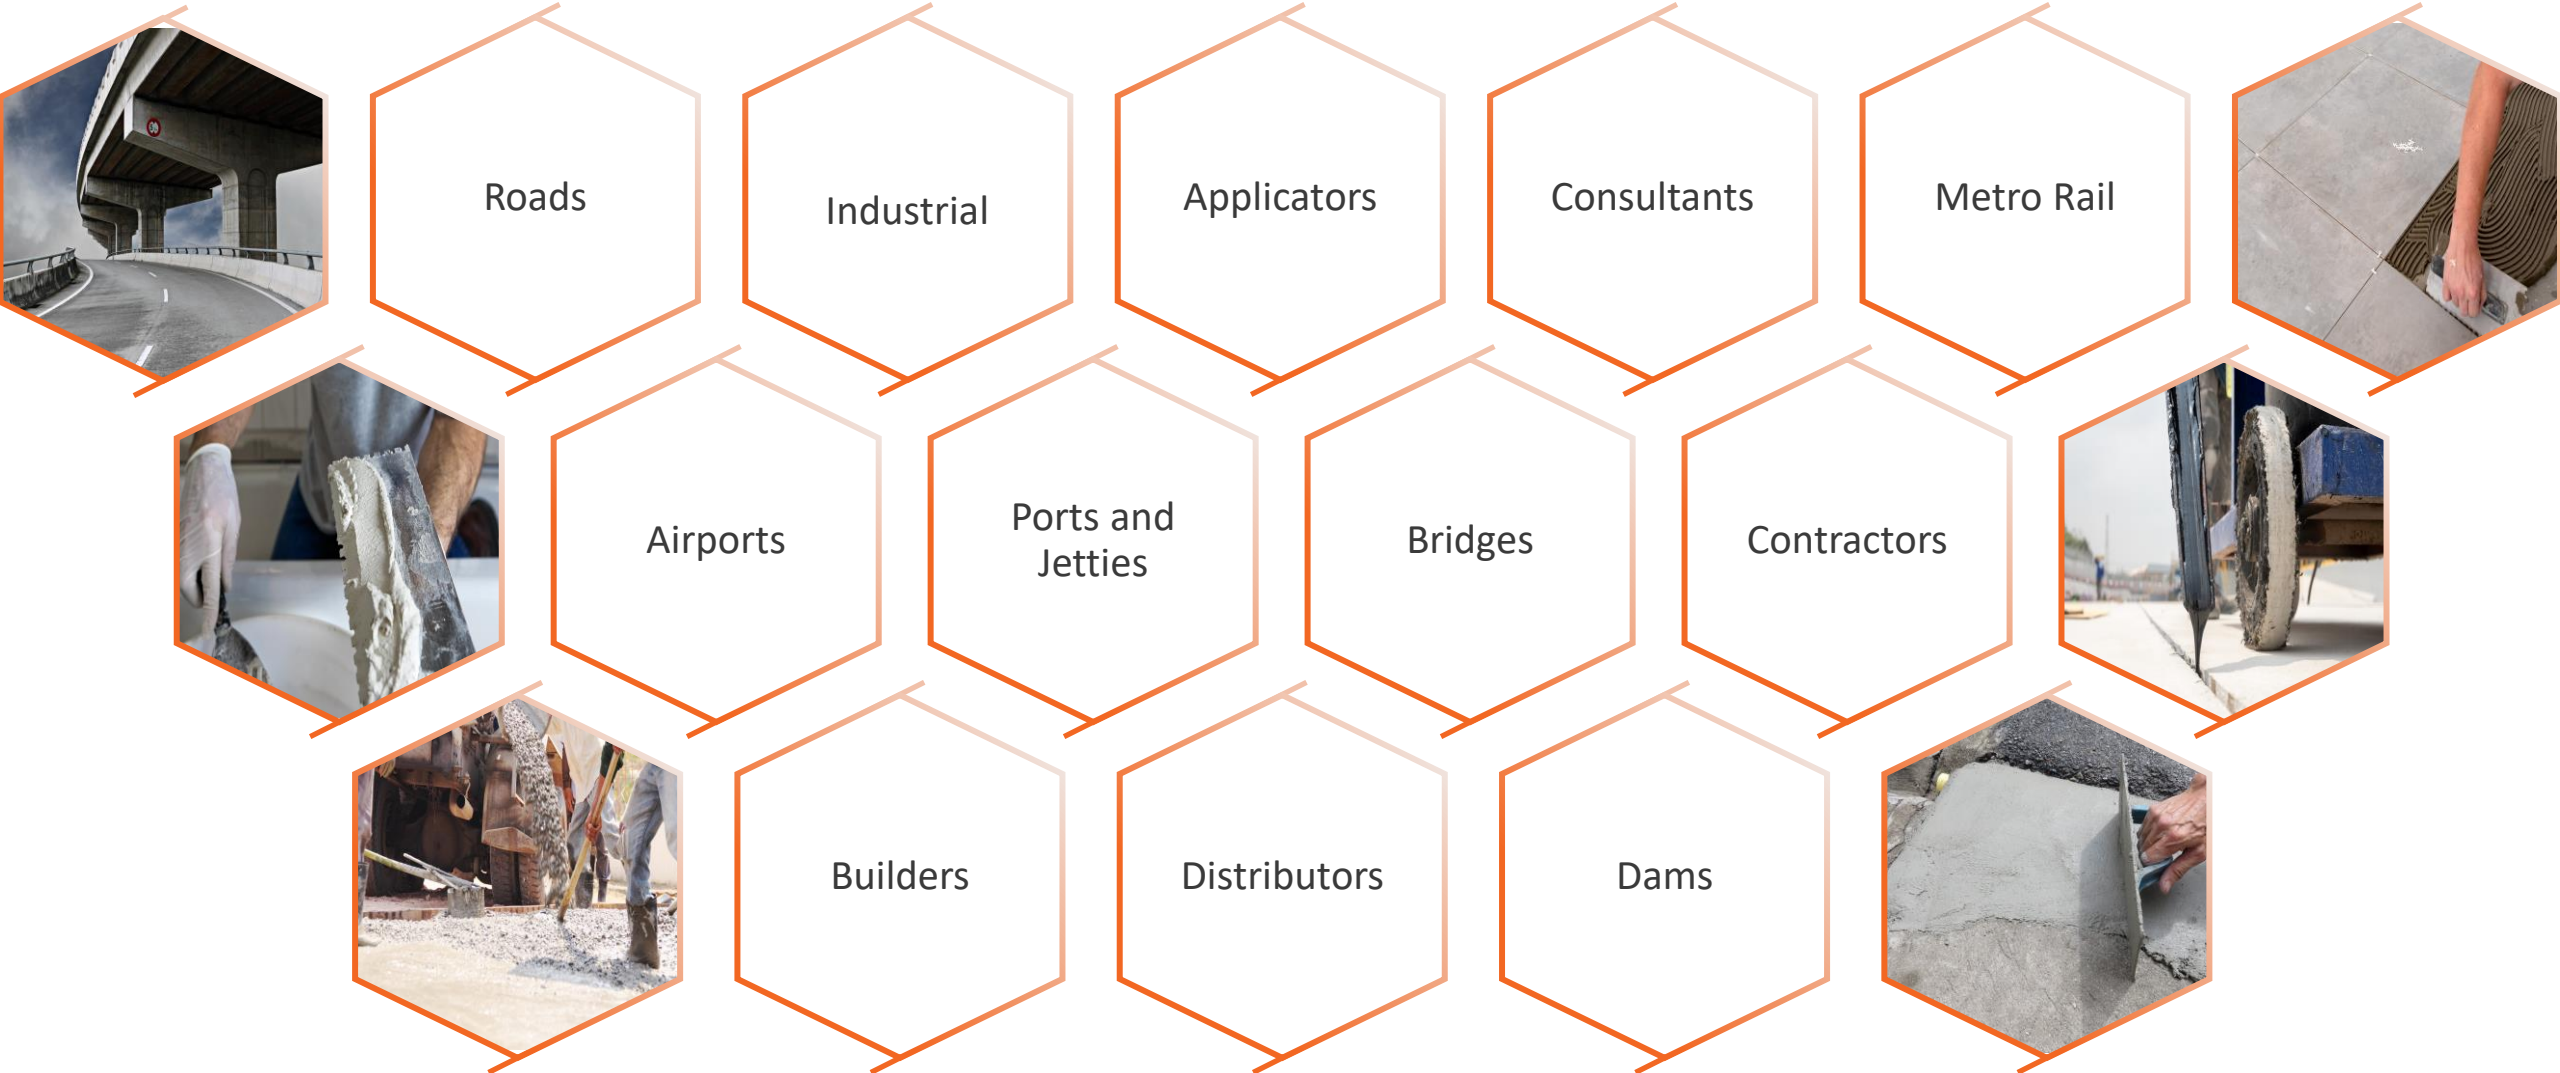 Roads
Industrial
Applicators
Consultants
Metro Rail
Airports
Ports and
Jetties
Bridges
Contractors
Builders
Distributors
Dams